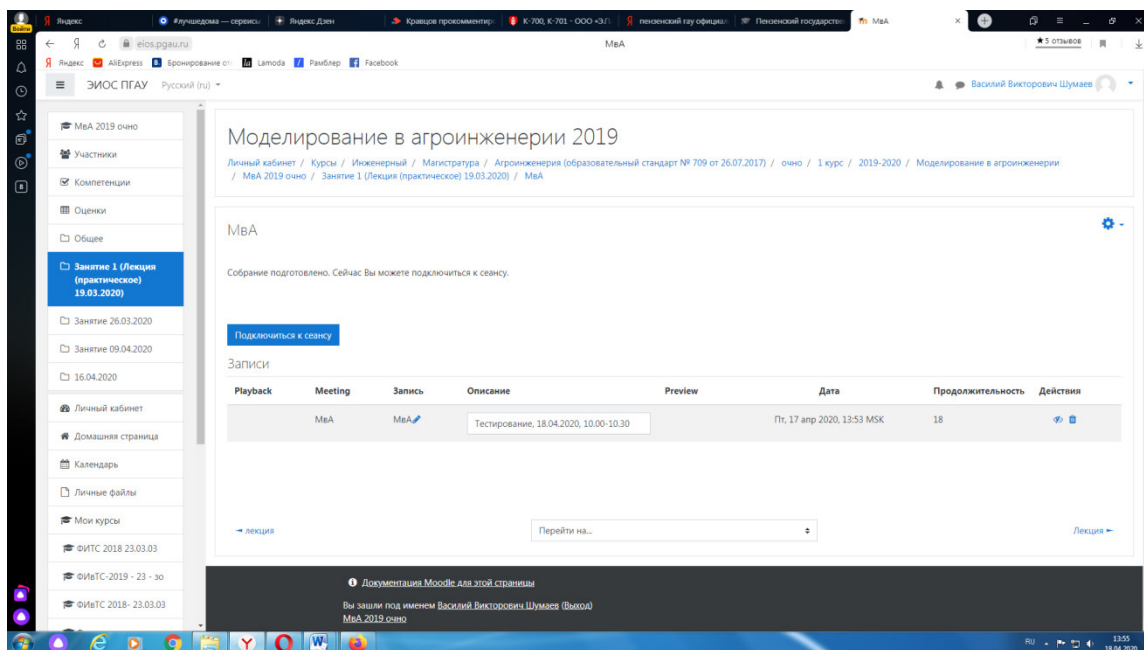 Войти
Яндекс
#лучшедома — сервисы
Яндекс Дзен
Кравцов прокомментир
К-700, К-701 - ООО «З.Г.
пензенский гау официал
Пензенский государстве
МвА
eios.pgau.ru
МвА
★5 отзывов
Яндекс
AliExpress
Бронирование от
Lamoda
Рамблер
Facebook
ЭИОС ПГАУ Русский (ru)
Василий Викторович Шумаев
МвА 2019 очно
Участники
Компетенции
Оценки
Общее
Занятие 1 (Лекция
(практическое)
19.03.2020)
Занятие 26.03.2020
Занятие 09.04.2020
16.04.2020
Личный кабинет
Домашняя страница
Календарь
Личные файлы
Мои курсы
ФИТС 2018 23.03.03
ФИвТС-2019 - 23 - зо
ФИвТС 2018- 23.03.03
Моделирование в агроинженерии 2019
Личный кабинет / Курсы / Инженерный / Магистратура / Агроинженерия (образовательный стандарт № 709 от 26.07.2017) / очно / 1 курс / 2019-2020 / Моделирование в агроинженерии
/ МвА 2019 очно / Занятие 1 (Лекция (практическое) 19.03.2020) / МвА
МвА
Собрание подготовлено. Сейчас Вы можете подключиться к сеансу.
Подключиться к сеансу
Записи
Playback Meeting Запись Описание Preview Дата Продолжительность Действия
МвА МвА Тестирование, 18.04.2020, 10.00-10.30 Пт, 17 апр 2020, 13:53 MSK 18
◄ лекция
Перейти на...
Лекция ►
Документация Moodle для этой страницы
Вы зашли под именем Василий Викторович Шумаев (Выход)
МвА 2019 очно
RU
13:55
18.04.2020